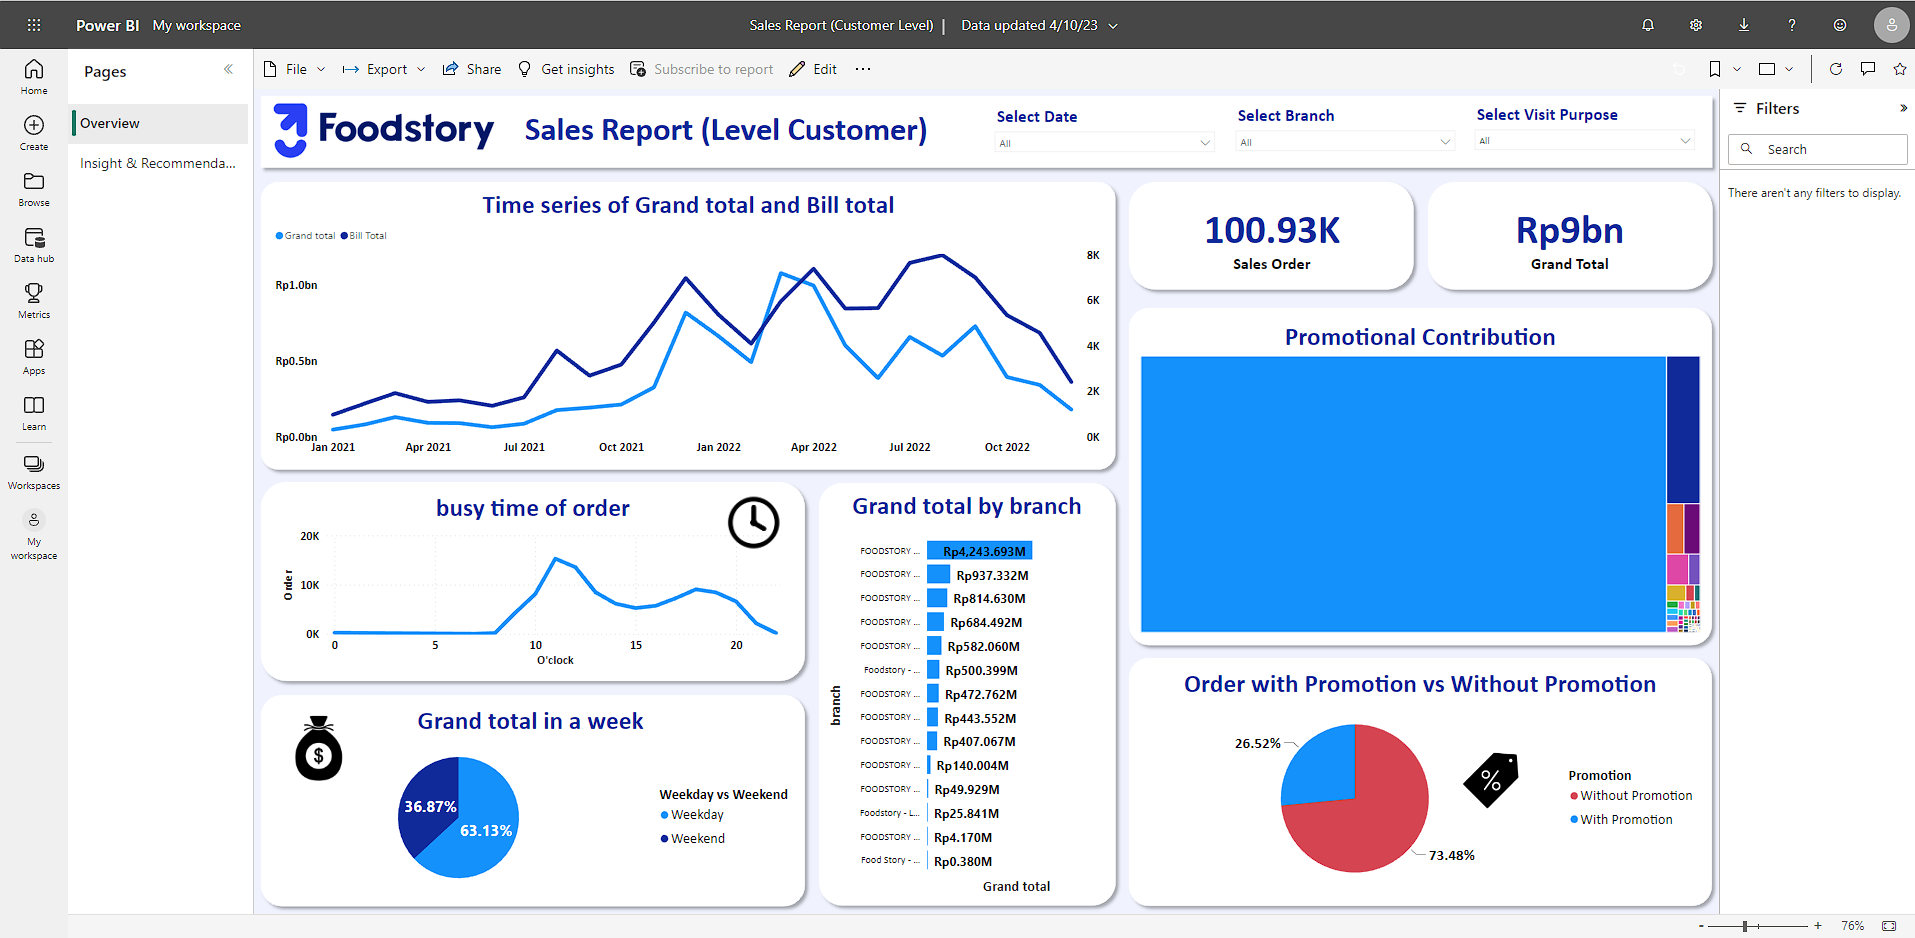 Power BI My workspace
Sales Report (Customer Level) | Data updated 4/10/23
Home
Create
Browse
Data hub
Metrics
Apps
Learn
Workspaces
My
workspace
Pages
Overview
Insight & Recommenda...
File Export Share Get insights Subscribe to report Edit ...
Foodstory
Sales Report (Level Customer)
Select Date
All
Select Branch
All
Select Visit Purpose
All
Filters
Search
There aren't any filters to display.
Time series of Grand total and Bill total
Grand total Bill Total
Rp1.0bn
Rp0.5bn
Rp0.0bn
8K
6K
4K
2K
0K
Jan 2021 Apr 2021 Jul 2021 Oct 2021 Jan 2022 Apr 2022 Jul 2022 Oct 2022
100.93K
Sales Order
Rp9bn
Grand Total
Promotional Contribution
busy time of order
Order
20K
10K
0K
0 5 10 15 20
O'clock
Grand total in a week
$
36.87%
63.13%
Weekday vs Weekend
Weekday
Weekend
Grand total by branch
branch
FOODSTORY ... Rp4,243.693M
FOODSTORY ... Rp937.332M
FOODSTORY ... Rp814.630M
FOODSTORY ... Rp684.492M
FOODSTORY ... Rp582.060M
Foodstory - ... Rp500.399M
FOODSTORY ... Rp472.762M
FOODSTORY ... Rp443.552M
FOODSTORY ... Rp407.067M
FOODSTORY ... Rp140.004M
FOODSTORY ... Rp49.929M
Foodstory - L... Rp25.841M
FOODSTORY ... Rp4.170M
Food Story - ... Rp0.380M
Grand total
Order with Promotion vs Without Promotion
26.52%
73.48%
%
Promotion
Without Promotion
With Promotion
- + 76%